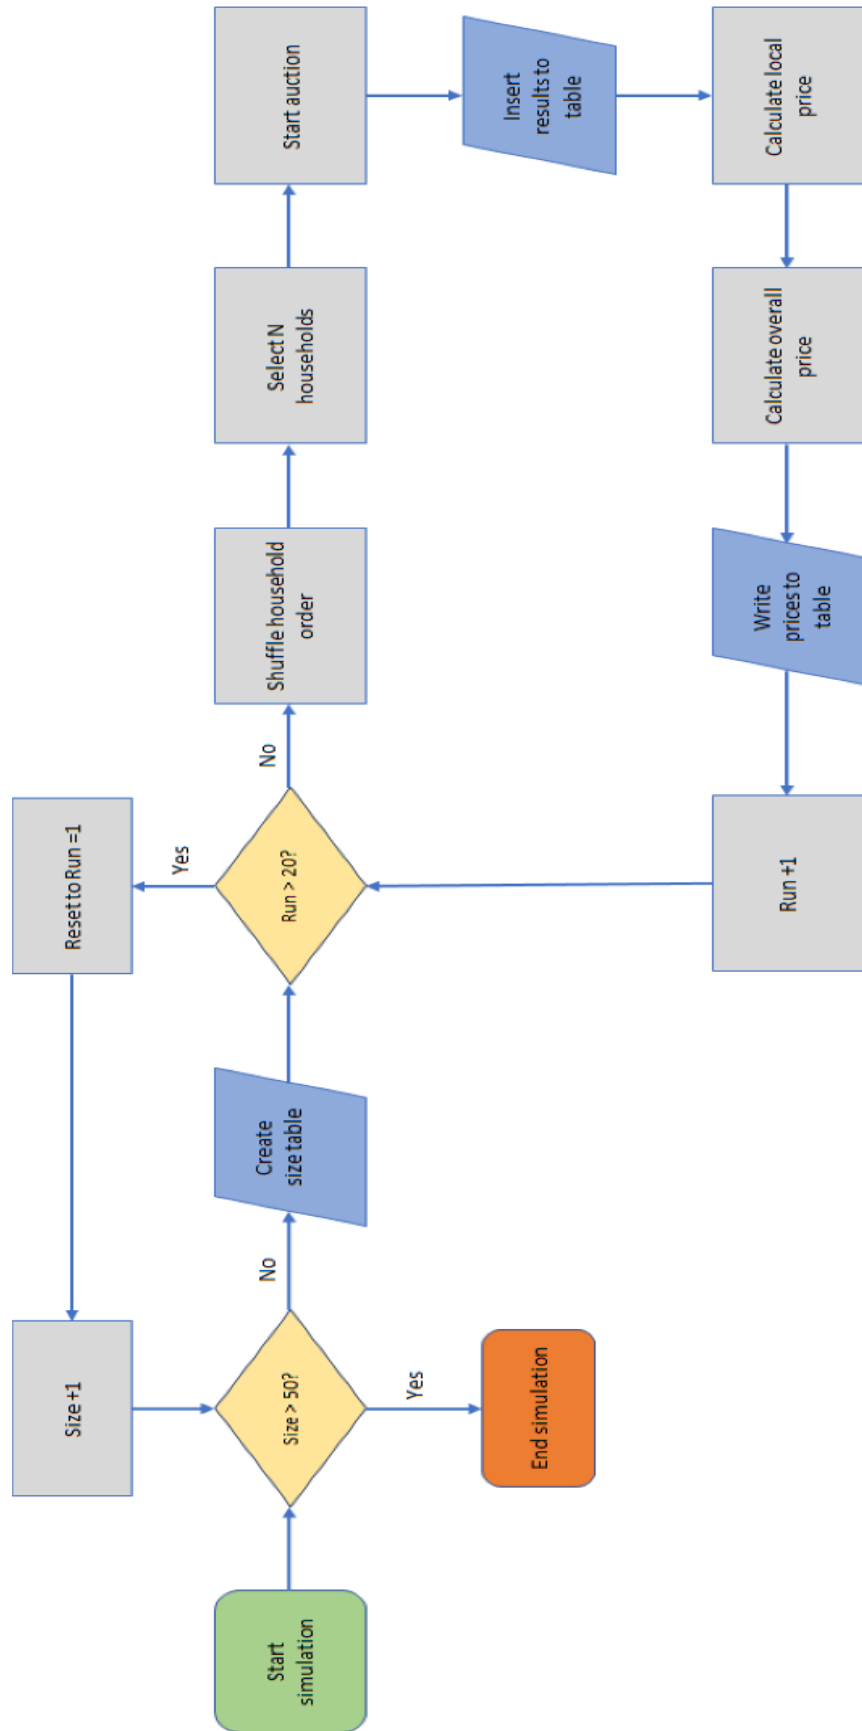 Start
simulation
Size > 50?
Yes
End simulation
No
Create
size table
Run > 20?
Yes
Reset to Run =1
Size +1
No
Shuffle household
order
Select N
households
Start auction
Insert
results to
table
Calculate local
price
Calculate overall
price
Write
prices to
table
Run +1